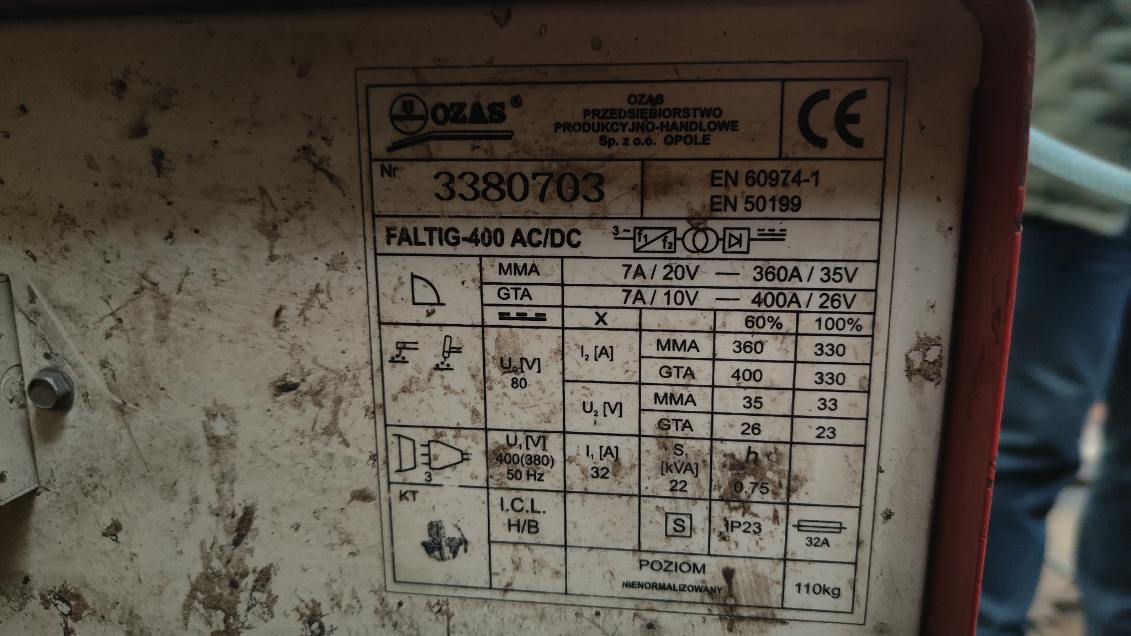 OZAS®
OZAS
PRZEDSIĘBIORSTWO
PRODUKCYJNO-HANDLOWE
Sp. z o.o. OPOLE
CE
Nr 3380703
EN 60974-1
EN 50199
FALTIG-400 AC/DC
3~ f₁ f₂
MMA 7A / 20V — 360A / 35V
GTA 7A / 10V — 400A / 26V
X 60% 100%
U₀[V]
80
I₂ [A]
MMA 360 330
GTA 400 330
U₂ [V]
MMA 35 33
GTA 26 23
3
U₁[V]
400(380)
50 Hz
I₁ [A]
32
S₁
[kVA]
22
h
0.75
KT
I.C.L.
H/B
S
IP23
32A
POZIOM
NIENORMALIZOWANY
110kg